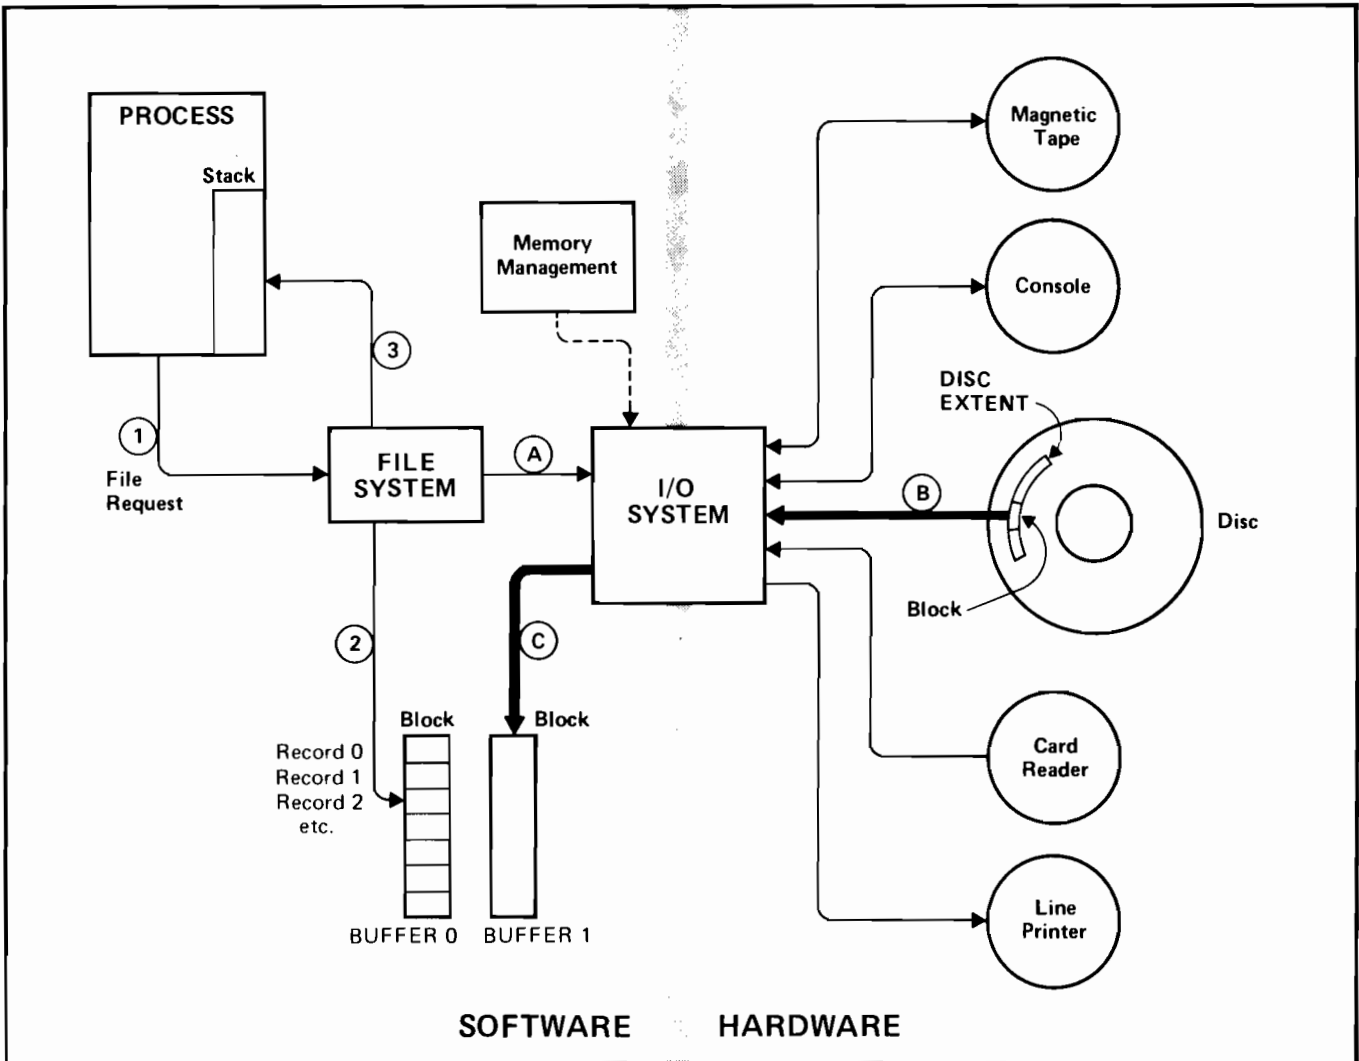 PROCESS
Stack
Magnetic
Tape
Memory
Management
Console
3
DISC
EXTENT
1
File
Request
FILE
SYSTEM
A
I/O
SYSTEM
B
Disc
Block
2
C
Block
Block
Record 0
Record 1
Record 2
etc.
Card
Reader
BUFFER 0
BUFFER 1
Line
Printer
SOFTWARE
HARDWARE